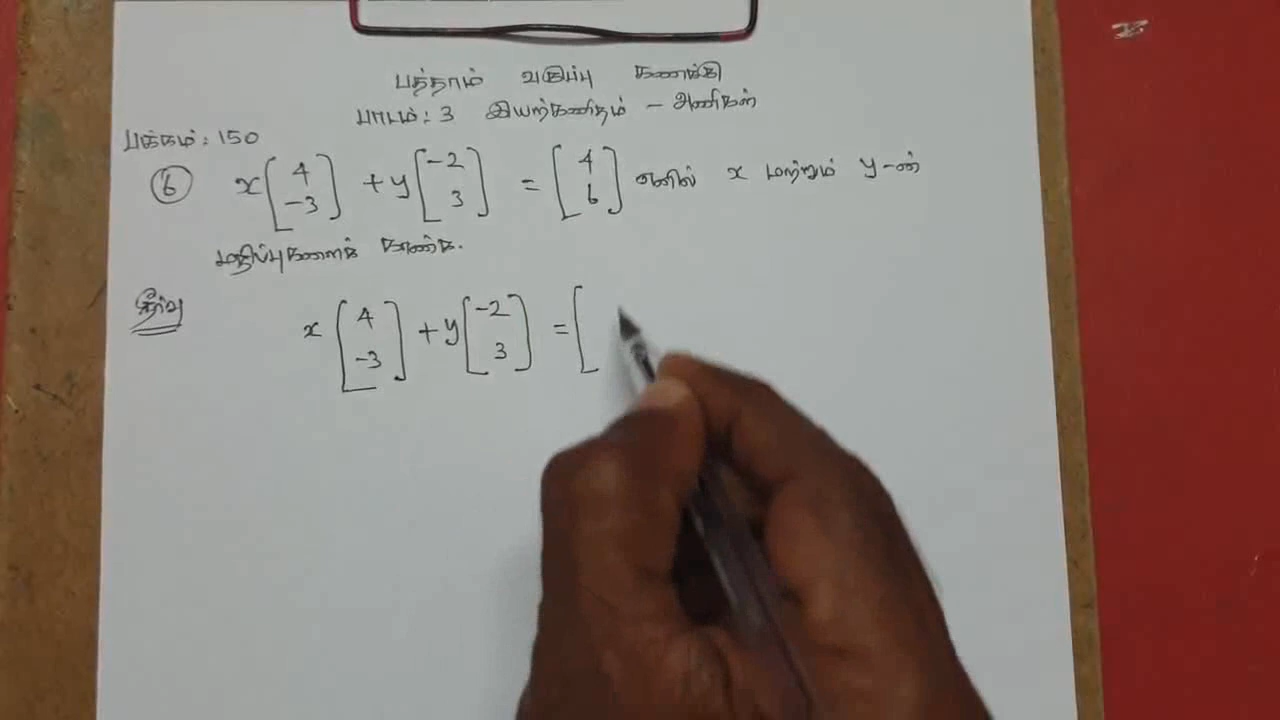 பத்தாம் வகுப்பு கணக்கு
பாடம்: 3 இயற்கணிதம் - அணிகள்
பக்கம்: 150
6 x [4 -3] + y [-2 3] = [4 6] எனில் x மற்றும் y-ன்
மதிப்புகளைக் காண்க.
தீர்வு x [4 -3] + y [-2 3] = [